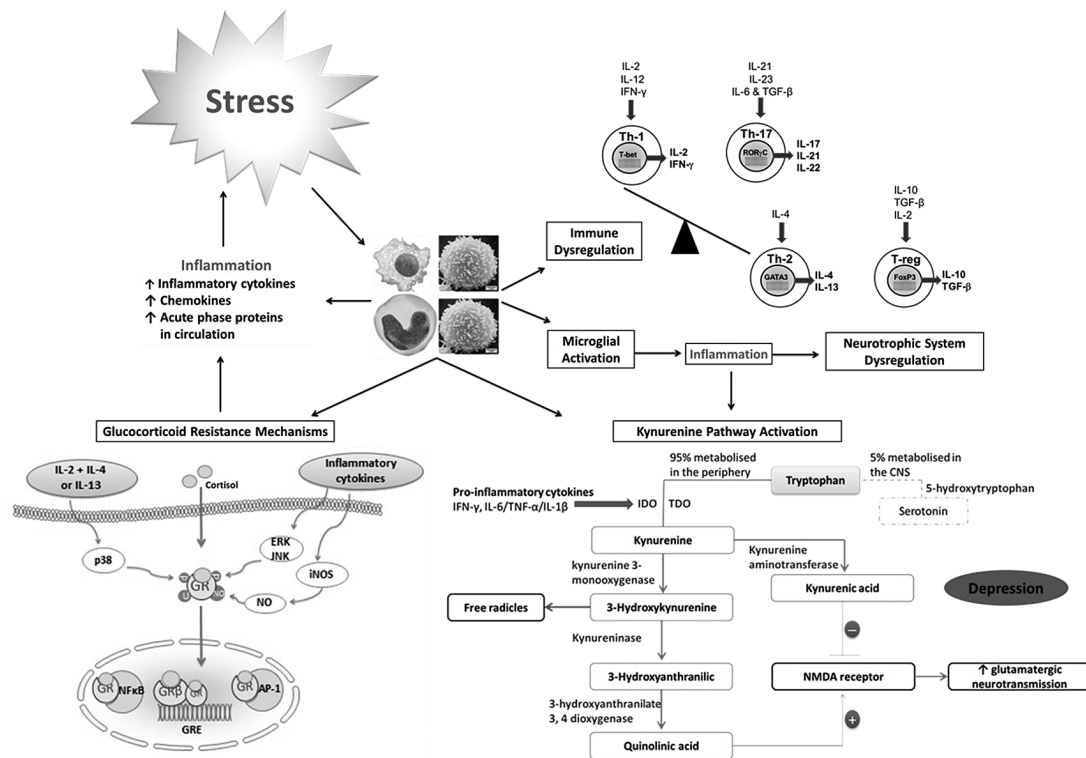 Stress
IL-2
IL-12
IFN-γ
Th-1
T-bet
IL-2
IFN-γ
IL-21
IL-23
IL-6 & TGF-β
Th-17
RORγC
IL-17
IL-21
IL-22
IL-4
Th-2
GATA3
IL-4
IL-13
IL-10
TGF-β
IL-2
T-reg
FoxP3
IL-10
TGF-β
Immune
Dysregulation
Inflammation
↑ Inflammatory cytokines
↑ Chemokines
↑ Acute phase proteins
in circulation
Microglial
Activation
Inflammation
Neurotrophic System
Dysregulation
Glucocorticoid Resistance Mechanisms
IL-2 + IL-4
or IL-13
Cortisol
Inflammatory
cytokines
p38
ERK
JNK
iNOS
NO
GR
U
NO
GR
NFκB
GRβ
GR
GR
AP-1
GRE
Kynurenine Pathway Activation
95% metabolised
in the periphery
Tryptophan
5% metabolised in
the CNS
5-hydroxytryptophan
Serotonin
Pro-inflammatory cytokines
IFN-γ, IL-6/TNF-α/IL-1β
IDO
TDO
Kynurenine
kynurenine 3-
monooxygenase
Kynurenine
aminotransferase
Free radicles
3-Hydroxykynurenine
Kynurenic acid
Depression
Kynureninase
−
3-Hydroxyanthranilic
NMDA receptor
↑ glutamatergic
neurotransmission
3-hydroxyanthranilate
3, 4 dioxygenase
+
Quinolinic acid